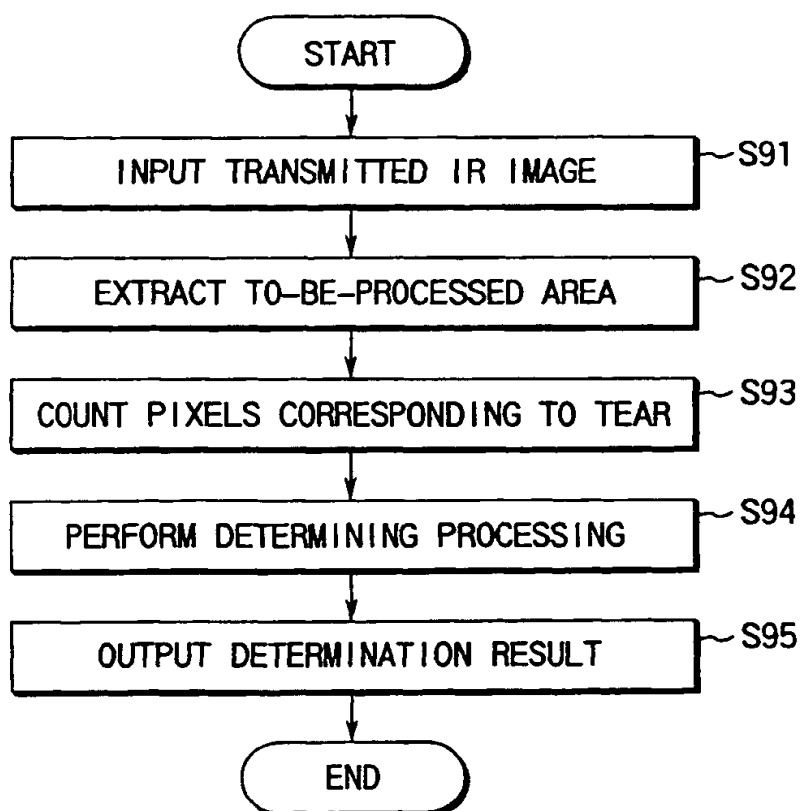 START
INPUT TRANSMITTED IR IMAGE
S91
EXTRACT TO-BE-PROCESSED AREA
S92
COUNT PIXELS CORRESPONDING TO TEAR
S93
PERFORM DETERMINING PROCESSING
S94
OUTPUT DETERMINATION RESULT
S95
END